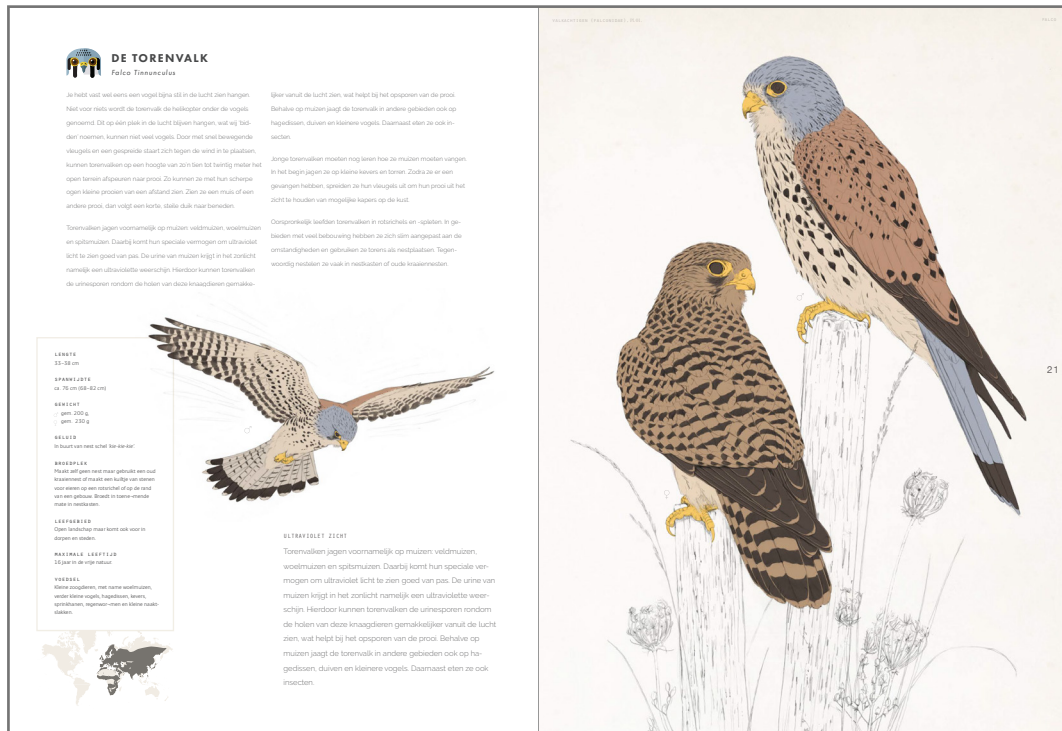 DE TORENVALK
Falco Tinnunculus
Je hebt vast wel eens een vogel bijna stil in de lucht zien hangen.
Niet voor niets wordt de torenvalk de helikopter onder de vogels
genoemd. Dit op één plek in de lucht blijven hangen, wat wij 'bid-
den' noemen, kunnen niet veel vogels. Door met snel bewegende
vleugels en een gespreide staart zich tegen de wind in te plaatsen,
kunnen torenvalken op een hoogte van zo'n tien tot twintig meter het
open terrein afspeuren naar prooi. Zo kunnen ze met hun scherpe
ogen kleine prooien van een afstand zien. Zien ze een muis of een
andere prooi, dan volgt een korte, steile duik naar beneden.
Torenvalken jagen voornamelijk op muizen: veldmuizen, woelmuizen
en spitsmuizen. Daarbij komt hun speciale vermogen om ultraviolet
licht te zien goed van pas. De urine van muizen krijgt in het zonlicht
namelijk een ultraviolette weerschijn. Hierdoor kunnen torenvalken
de urinesporen rondom de holen van deze knaagdieren gemakke-
lijker vanuit de lucht zien, wat helpt bij het opsporen van de prooi.
Behalve op muizen jaagt de torenvalk in andere gebieden ook op
hagedissen, duiven en kleinere vogels. Daarnaast eten ze ook in-
secten.
Jonge torenvalken moeten nog leren hoe ze muizen moeten vangen.
In het begin jagen ze op kleine kevers en torren. Zodra ze er een
gevangen hebben, spreiden ze hun vleugels uit om hun prooi uit het
zicht te houden van mogelijke kapers op de kust.
Oorspronkelijk leefden torenvalken in rotsrichels en -spleten. In ge-
bieden met veel bebouwing hebben ze zich slim aangepast aan de
omstandigheden en gebruiken ze torens als nestplaatsen. Tegen-
woordig nestelen ze vaak in nestkasten of oude kraaiennesten.
LENGTE
33–38 cm
SPANWIJDTE
ca. 76 cm (68–82 cm)
GEWICHT
♂ gem. 200 g,
♀ gem. 230 g
GELUID
In buurt van nest schel 'kie-kie-kie'.
BROEDPLEK
Maakt zelf geen nest maar gebruikt een oud
kraaiennest of maakt een kuiltje van stenen
voor eieren op een rotsrichel of op de rand
van een gebouw. Broedt in toene-mende
mate in nestkasten.
LEEFGEBIED
Open landschap maar komt ook voor in
dorpen en steden.
MAXIMALE LEEFTIJD
16 jaar in de vrije natuur
VOEDSEL
Kleine zoogdieren, met name woelmuizen,
verder kleine vogels, hagedissen, kevers,
sprinkhanen, regenwor-men en kleine naakt-
slakken.
♂
ULTRAVIOLET ZICHT
Torenvalken jagen voornamelijk op muizen: veldmuizen,
woelmuizen en spitsmuizen. Daarbij komt hun speciale ver-
mogen om ultraviolet licht te zien goed van pas. De urine van
muizen krijgt in het zonlicht namelijk een ultraviolette weer-
schijn. Hierdoor kunnen torenvalken de urinesporen rondom
de holen van deze knaagdieren gemakkelijker vanuit de lucht
zien, wat helpt bij het opsporen van de prooi. Behalve op
muizen jaagt de torenvalk in andere gebieden ook op ha-
gedissen, duiven en kleinere vogels. Daarnaast eten ze ook
insecten.
FALCO
♂
21
♀